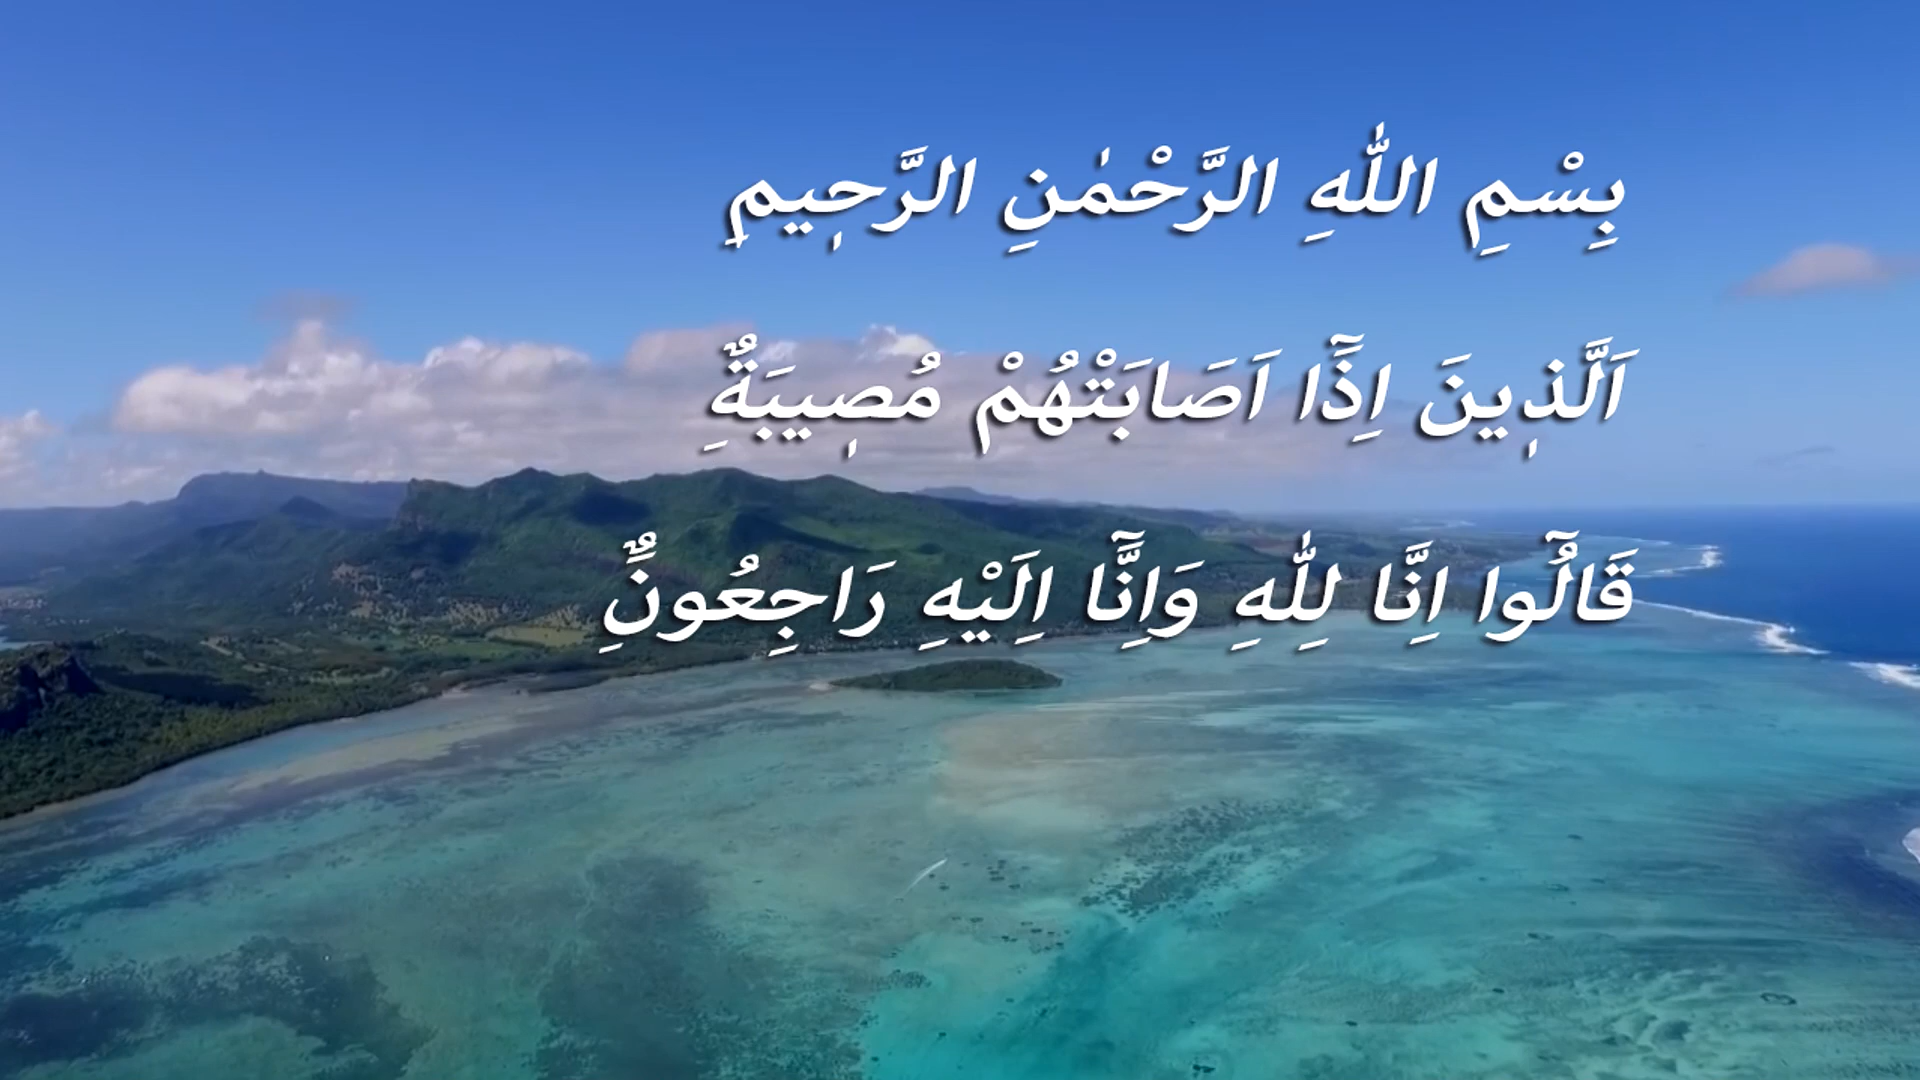 بِسْمِ اللّٰهِ الرَّحْمٰنِ الرَّحٖيمِ
اَلَّذٖينَ اِذَٓا اَصَابَتْهُمْ مُصٖيبَةٌِ
قَالُٓوا اِنَّا لِلّٰهِ وَاِنَّٓا اِلَيْهِ رَاجِعُونٌَِ